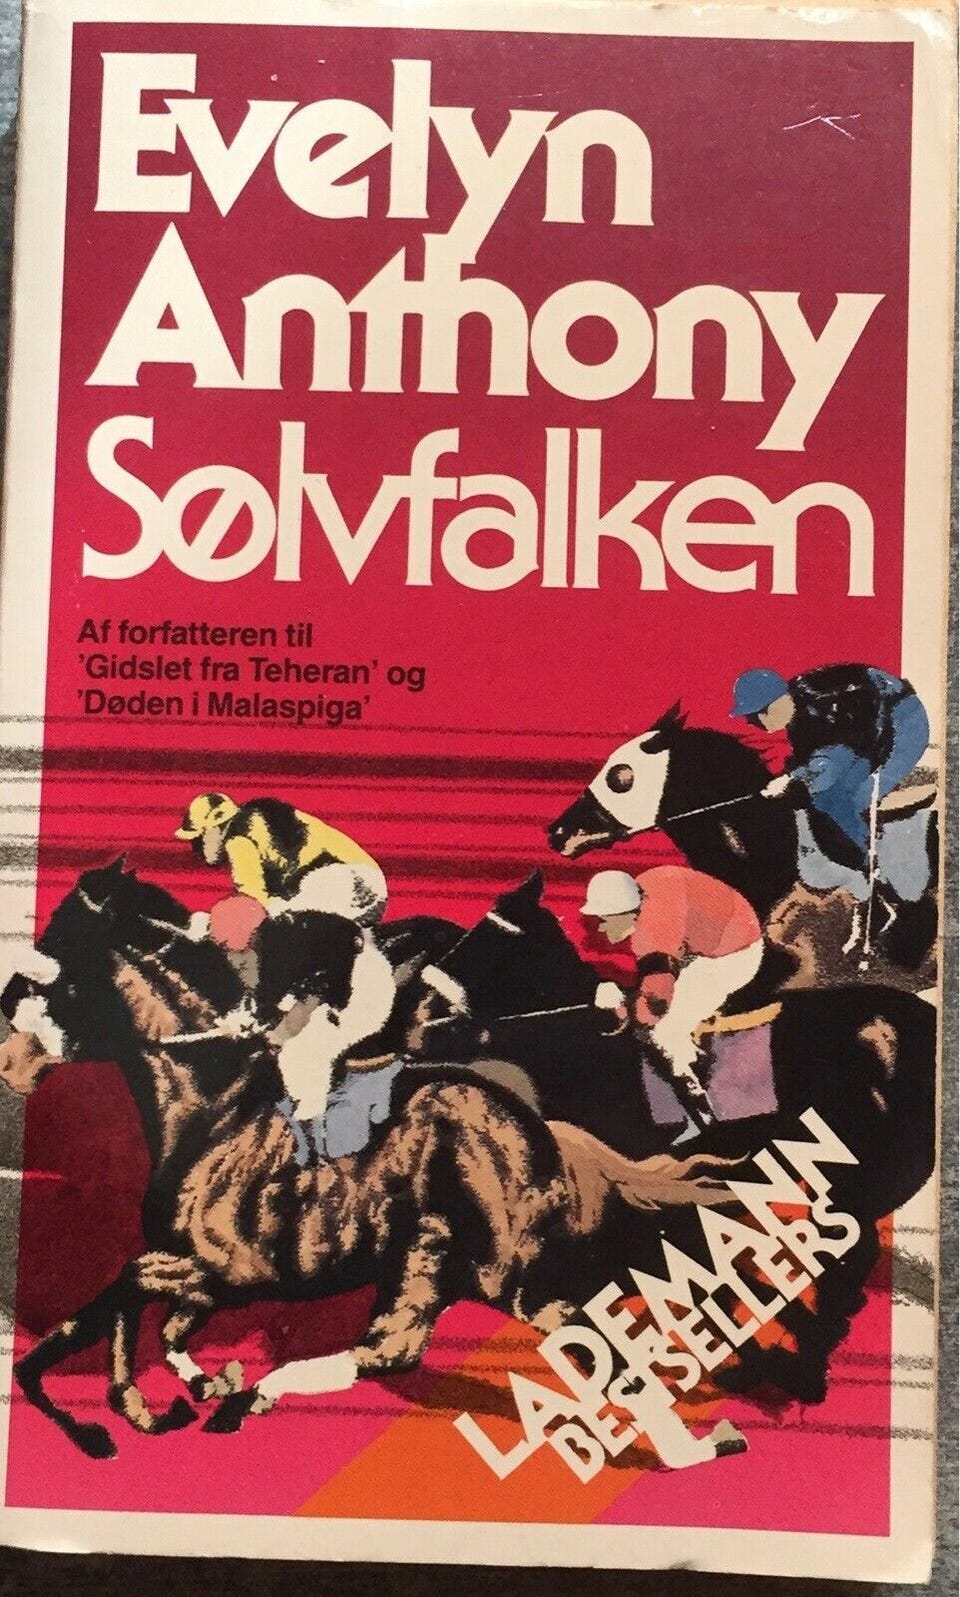 Evelyn
Anthony
Sølvfalken
Af forfatteren til
'Gidslet fra Teheran' og
'Døden i Malaspiga'
LADEMANN
BESTSELLERS